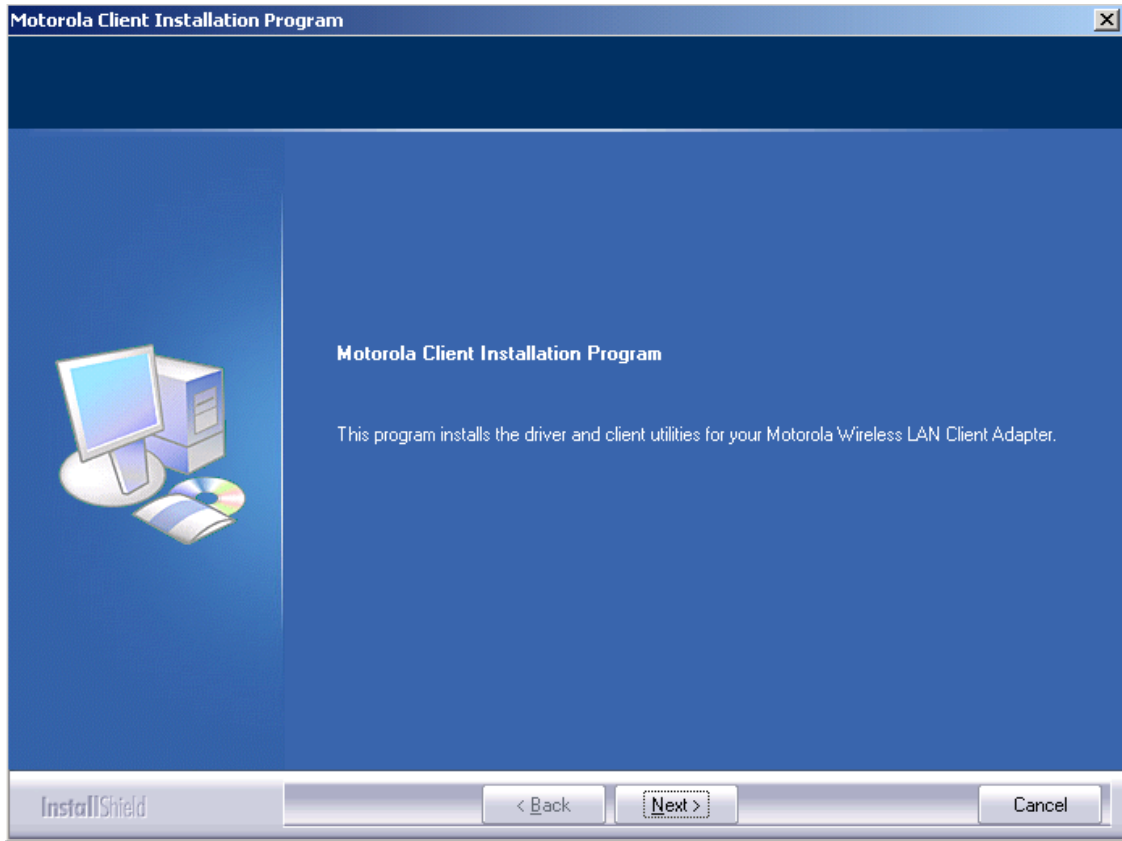 Motorola Client Installation Program
Motorola Client Installation Program
This program installs the driver and client utilities for your Motorola Wireless LAN Client Adapter.
InstallShield
< Back
Next >
Cancel